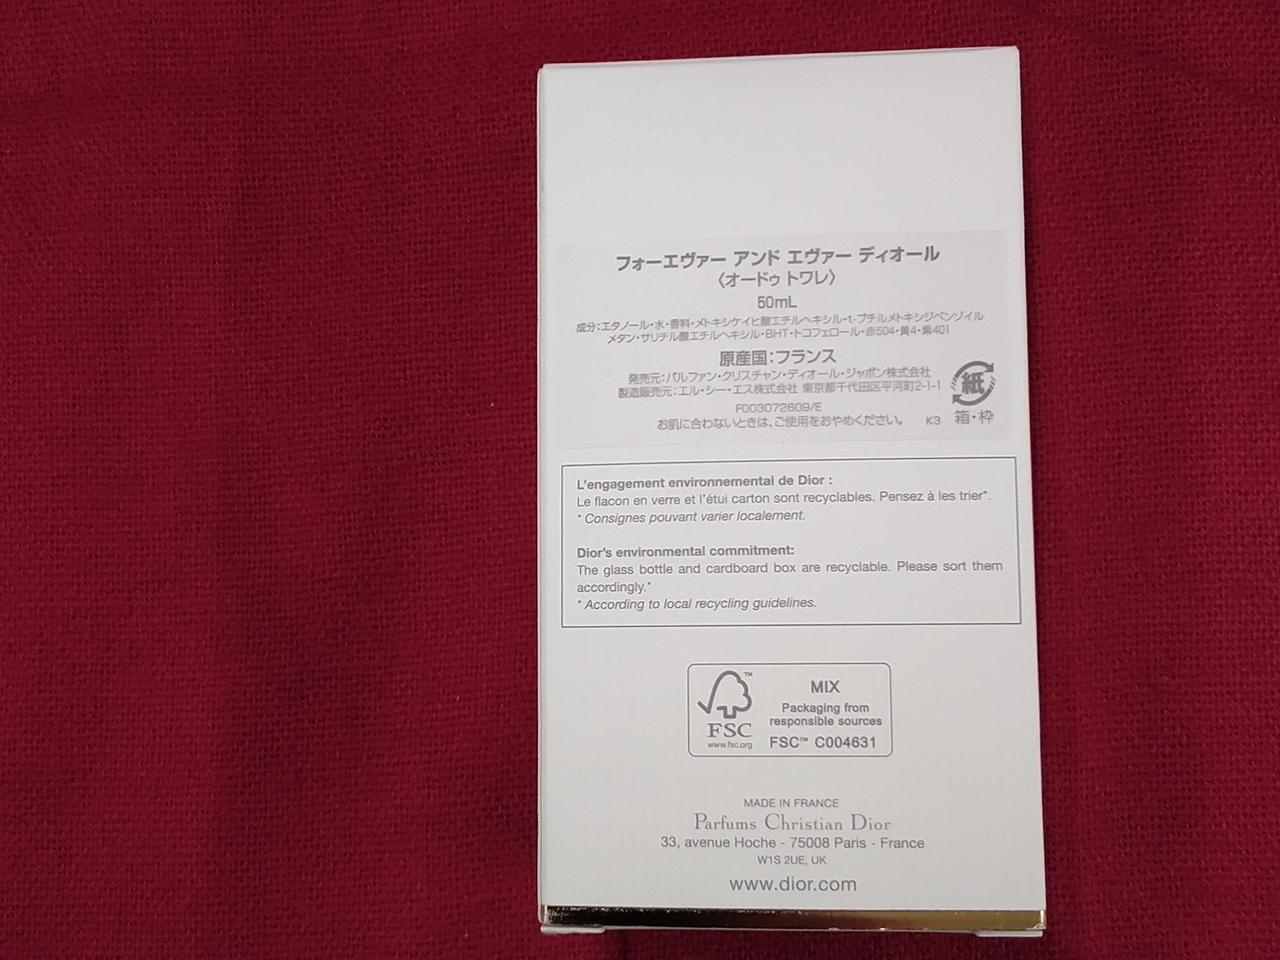 フォーエヴァー アンド エヴァー ディオール
〈オードゥ トワレ〉
50mL
成分:エタノール・水・香料・メトキシケイヒ酸エチルヘキシル・t-ブチルメトキシジベンゾイル
メタン・サリチル酸エチルヘキシル・BHT・トコフェロール・赤504・黄4・紫401
原産国:フランス
発売元:パルファン・クリスチャン・ディオール・ジャポン株式会社
製造販売元:エル・シー・エス株式会社 東京都千代田区平河町2-1-1
紙
F003072609/E
お肌に合わないときは、ご使用をおやめください。 K3 箱・枠
L'engagement environnemental de Dior :
Le flacon en verre et l'étui carton sont recyclables. Pensez à les trier*.
* Consignes pouvant varier localement.
Dior's environmental commitment:
The glass bottle and cardboard box are recyclable. Please sort them
accordingly.*
* According to local recycling guidelines.
MIX
Packaging from
responsible sources
FSC™ C004631
FSC
www.fsc.org
MADE IN FRANCE
Parfums Christian Dior
33, avenue Hoche - 75008 Paris - France
W1S 2UE, UK
www.dior.com